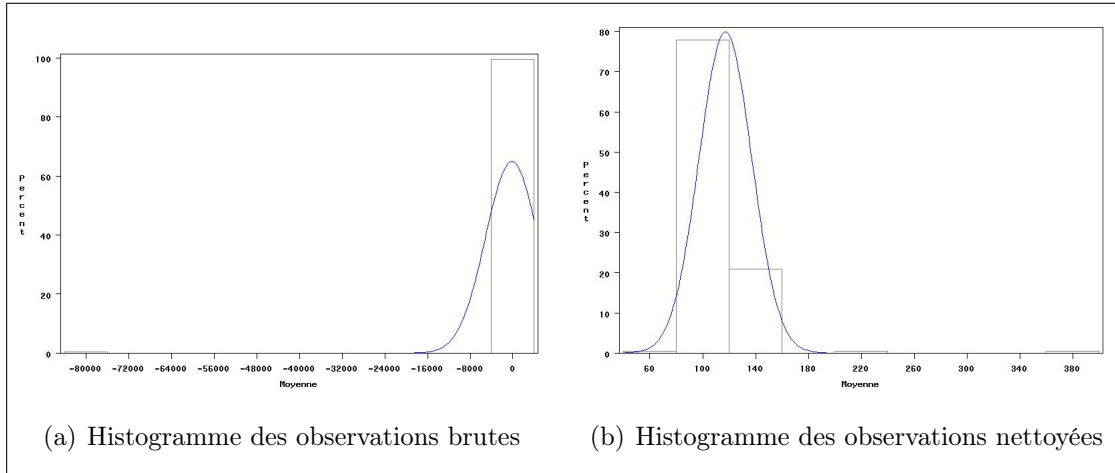 100
80
60
40
20
0
Percent
-80000 -72000 -64000 -56000 -48000 -40000 -32000 -24000 -16000 -8000 0
Moyenne
(a) Histogramme des observations brutes
80
70
60
50
40
30
20
10
0
Percent
60 100 140 180 220 260 300 340 380
Moyenne
(b) Histogramme des observations nettoyées